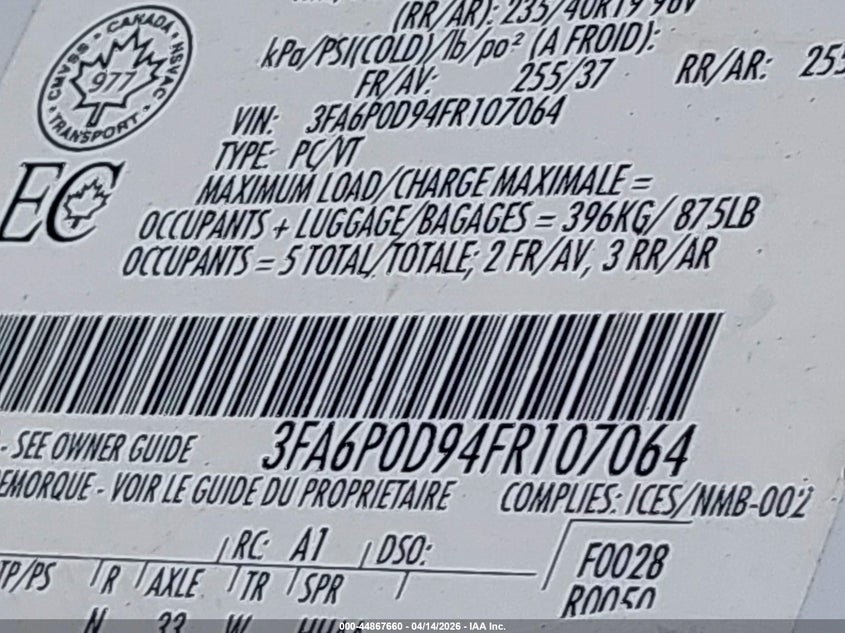 (RR/AR): 235/40R19 96V
kPa/PSI(COLD)/lb/po² (A FROID):
FR/AV: 255/37 RR/AR: 255
CANADA
CMVSS
NSVAC
977
TRANSPORT
VIN: 3FA6P0D94FR107064
TYPE: PC/VT
EC
MAXIMUM LOAD/CHARGE MAXIMALE =
OCCUPANTS + LUGGAGE/BAGAGES = 396KG/ 875LB
OCCUPANTS = 5 TOTAL/TOTALE; 2 FR/AV, 3 RR/AR
3FA6P0D94FR107064
- SEE OWNER GUIDE
EMORQUE - VOIR LE GUIDE DU PROPRIETAIRE
COMPLIES: ICES/NMB-002
RC: A1 DSO:
F0028
TP/PS R AXLE TR SPR
R0050
N 33 W
000-44867660 - 04/14/2026 - IAA Inc.